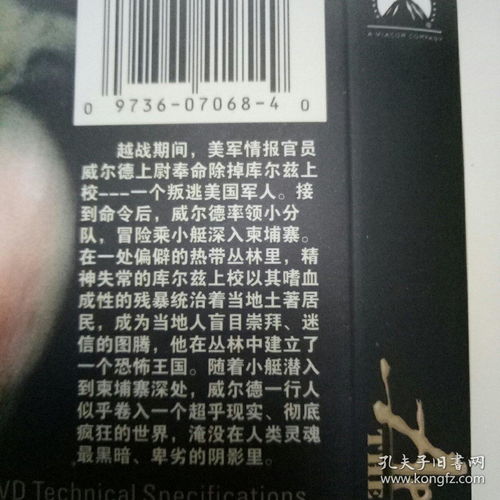 A VIACOM COMPANY
0 9736-07068-4 0
越战期间，美军情报官员
威尔德上尉奉命除掉库尔兹上
校---一个叛逃美国军人。接
到命令后，威尔德率领小分
队，冒险乘小艇深入柬埔寨。
在一处偏僻的热带丛林里，精
神失常的库尔兹上校以其嗜血
成性的残暴统治着当地土著居
民，成为当地人盲目崇拜、迷
信的图腾，他在丛林中建立了
一个恐怖王国。随着小艇潜入
到柬埔寨深处，威尔德一行人
似乎卷入一个超乎现实、彻底
疯狂的世界，淹没在人类灵魂
最黑暗、卑劣的阴影里。
VD Technical Specifications
孔夫子旧书网
kongfz.com